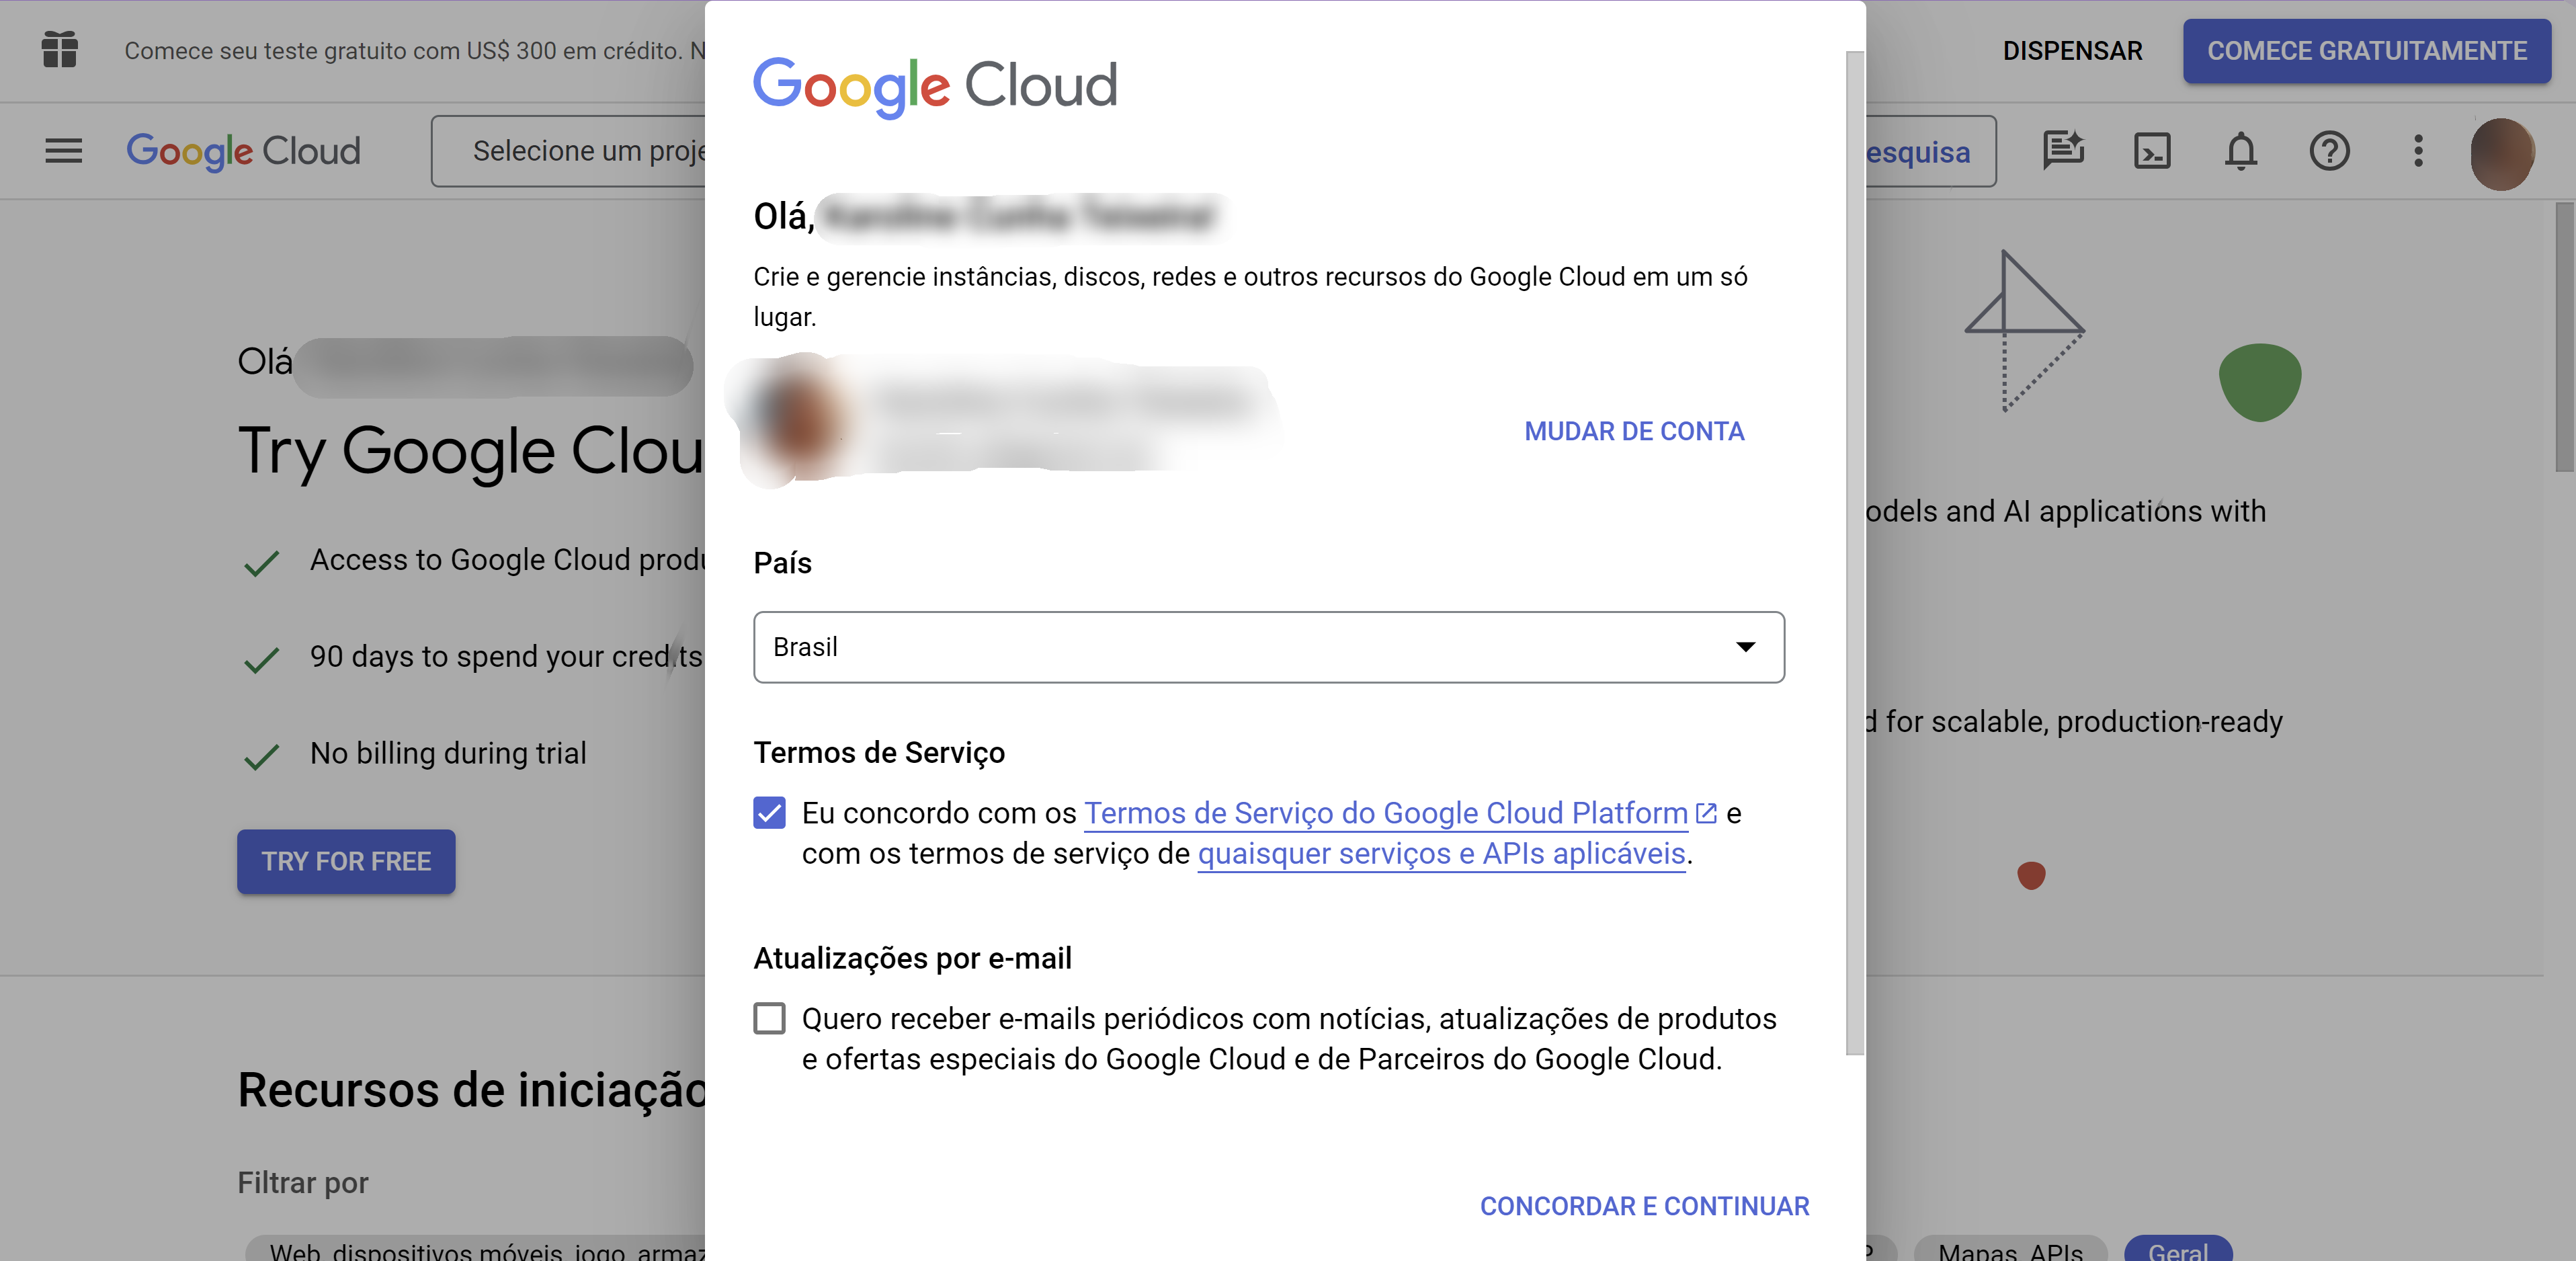 Comece seu teste gratuito com US$ 300 em crédito. N
DISPENSAR
COMECE GRATUITAMENTE
Google Cloud
Selecione um proje
esquisa
Olá
Try Google Clou
Access to Google Cloud produ
90 days to spend your credits
No billing during trial
TRY FOR FREE
Recursos de iniciação
Filtrar por
Web, dispositivos móveis, jogo, armaz
Google Cloud
Olá,
Crie e gerencie instâncias, discos, redes e outros recursos do Google Cloud em um só
lugar.
MUDAR DE CONTA
País
Brasil
Termos de Serviço
Eu concordo com os Termos de Serviço do Google Cloud Platform e
com os termos de serviço de quaisquer serviços e APIs aplicáveis.
Atualizações por e-mail
Quero receber e-mails periódicos com notícias, atualizações de produtos
e ofertas especiais do Google Cloud e de Parceiros do Google Cloud.
CONCORDAR E CONTINUAR
odels and AI applications with
d for scalable, production-ready
Mapas, APIs
Geral